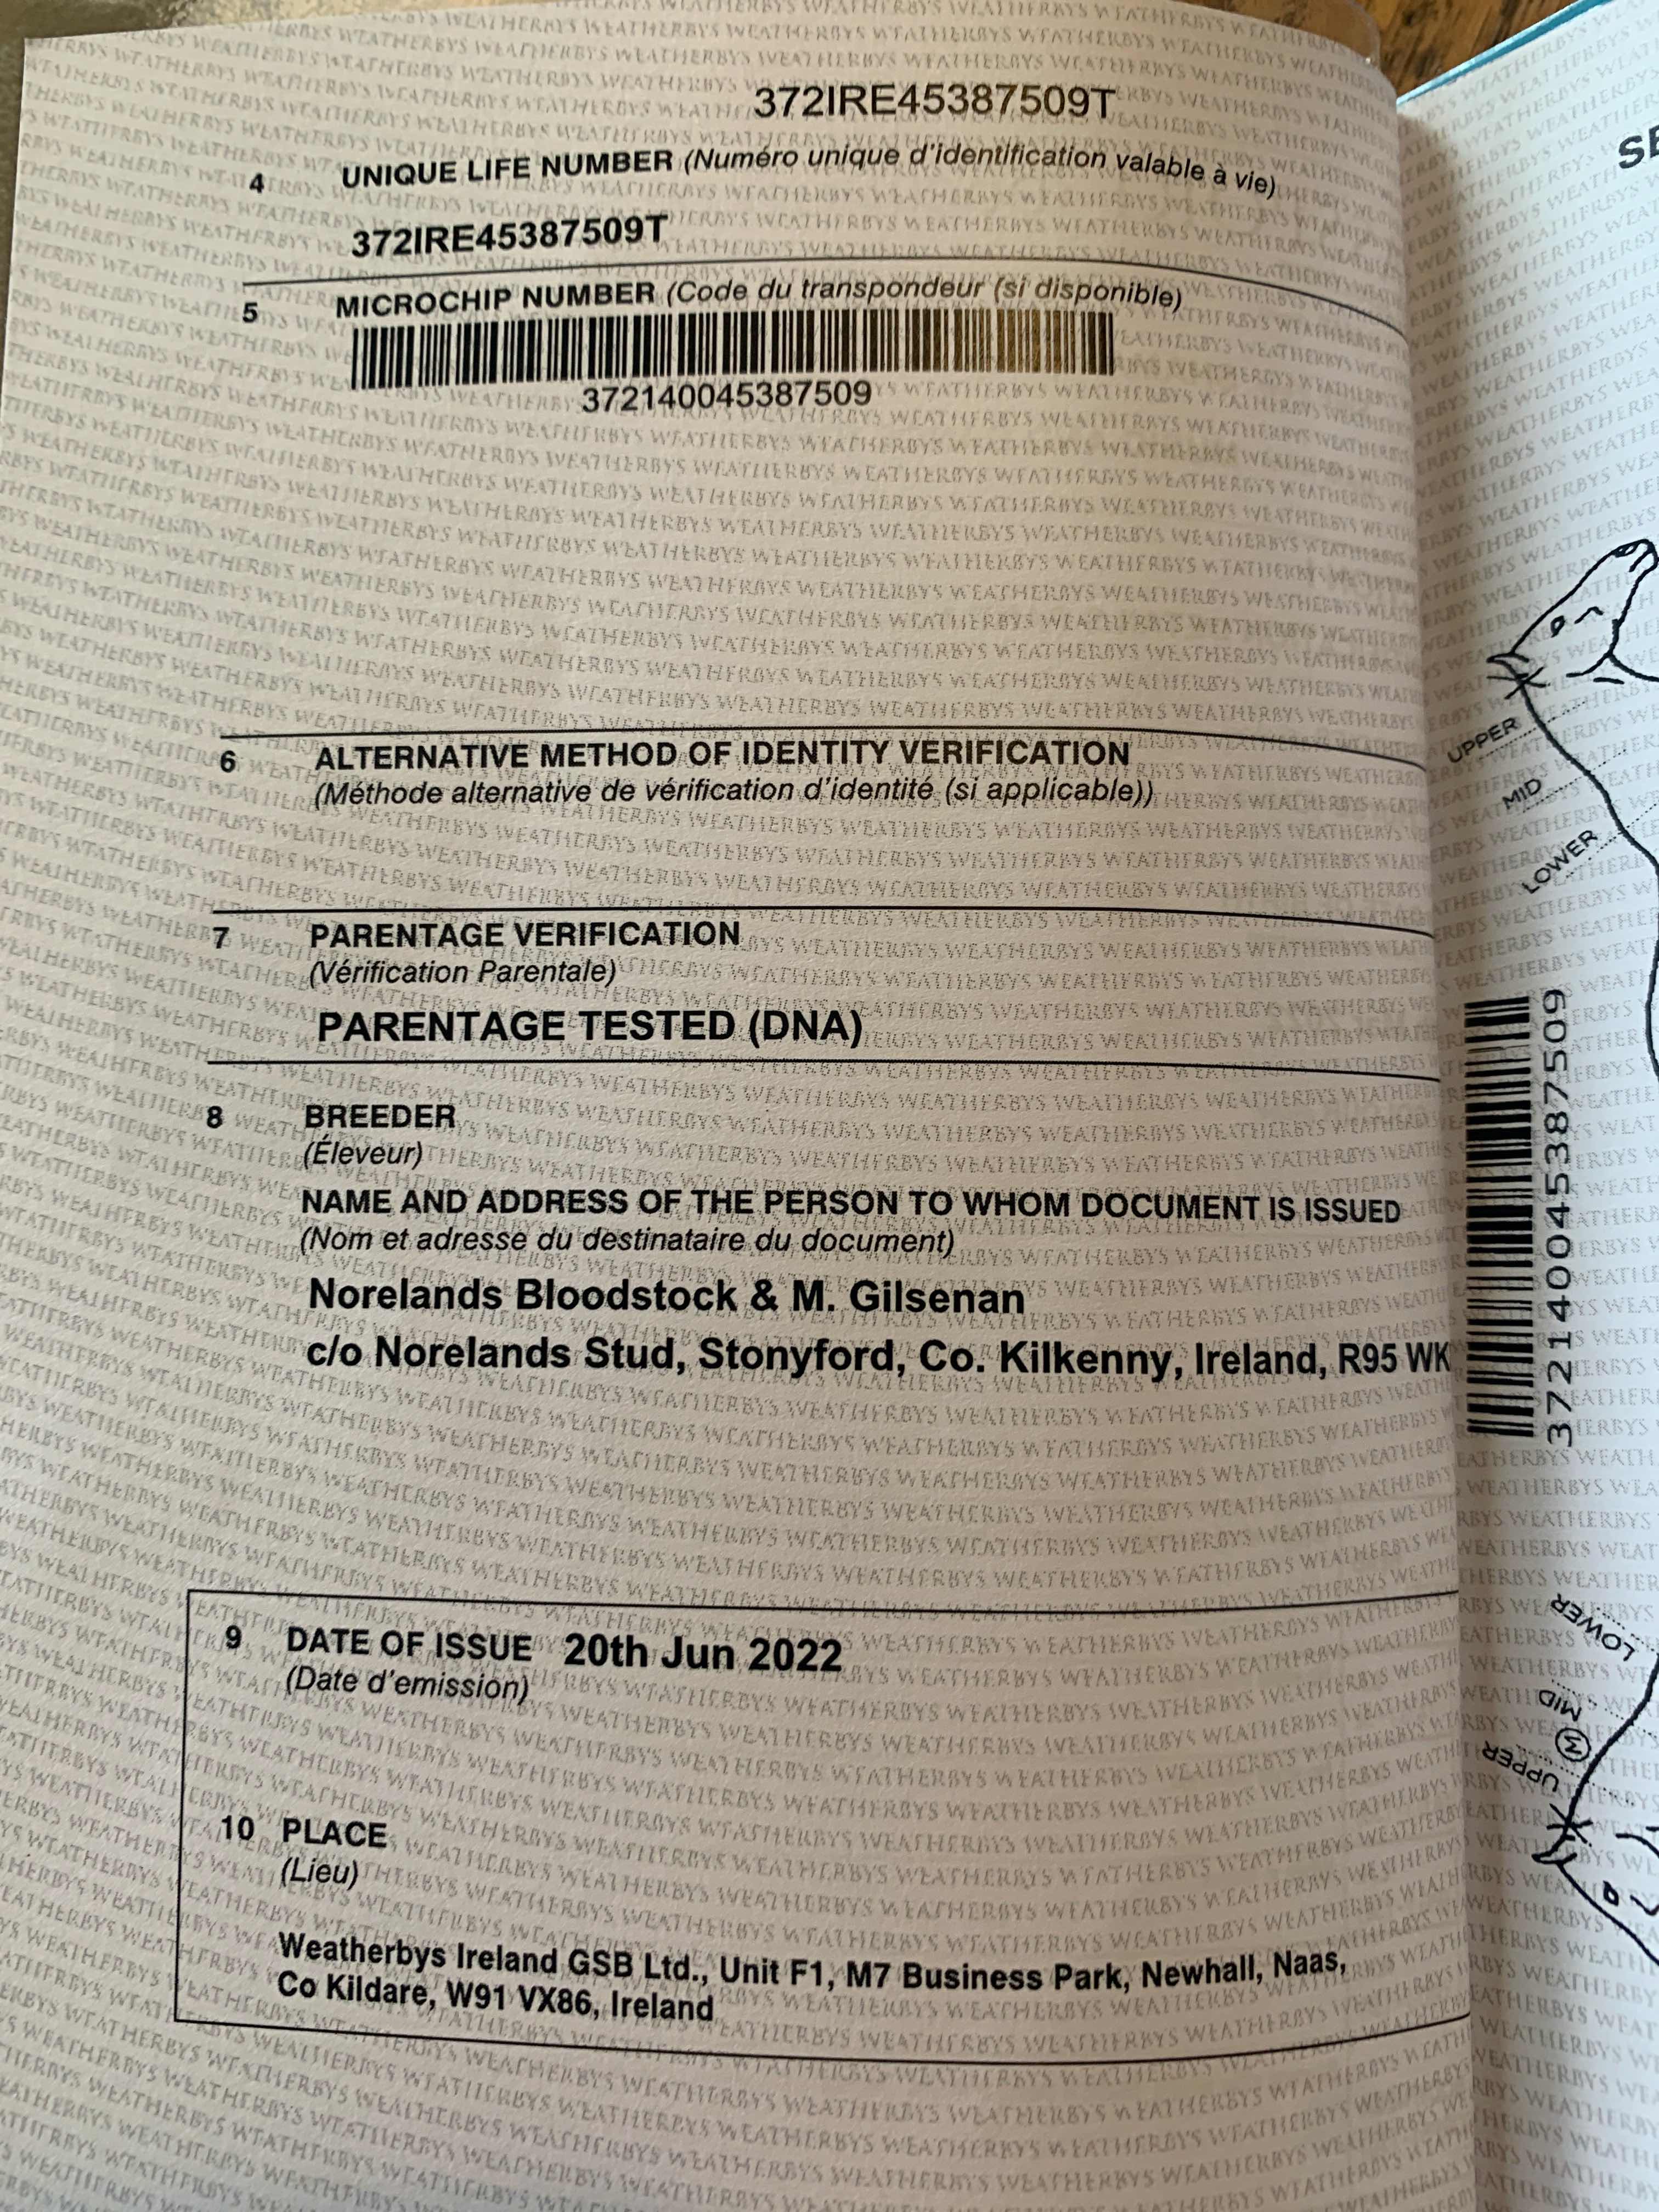 372IRE45387509T
4 UNIQUE LIFE NUMBER (Numéro unique d'identification valable à vie)
372IRE45387509T
5 MICROCHIP NUMBER (Code du transpondeur (si disponible)
372140045387509
6 ALTERNATIVE METHOD OF IDENTITY VERIFICATION
(Méthode alternative de vérification d'identité (si applicable))
7 PARENTAGE VERIFICATION
(Vérification Parentale)
PARENTAGE TESTED (DNA)
8 BREEDER
(Éleveur)
NAME AND ADDRESS OF THE PERSON TO WHOM DOCUMENT IS ISSUED
(Nom et adresse du destinataire du document)
Norelands Bloodstock & M. Gilsenan
c/o Norelands Stud, Stonyford, Co. Kilkenny, Ireland, R95 WK
9 DATE OF ISSUE 20th Jun 2022
(Date d'emission)
10 PLACE
(Lieu)
Weatherbys Ireland GSB Ltd., Unit F1, M7 Business Park, Newhall, Naas,
Co Kildare, W91 VX86, Ireland
UPPER
MID
LOWER
372140045387509
LOWER
MID
UPPER
WEATHERBYS